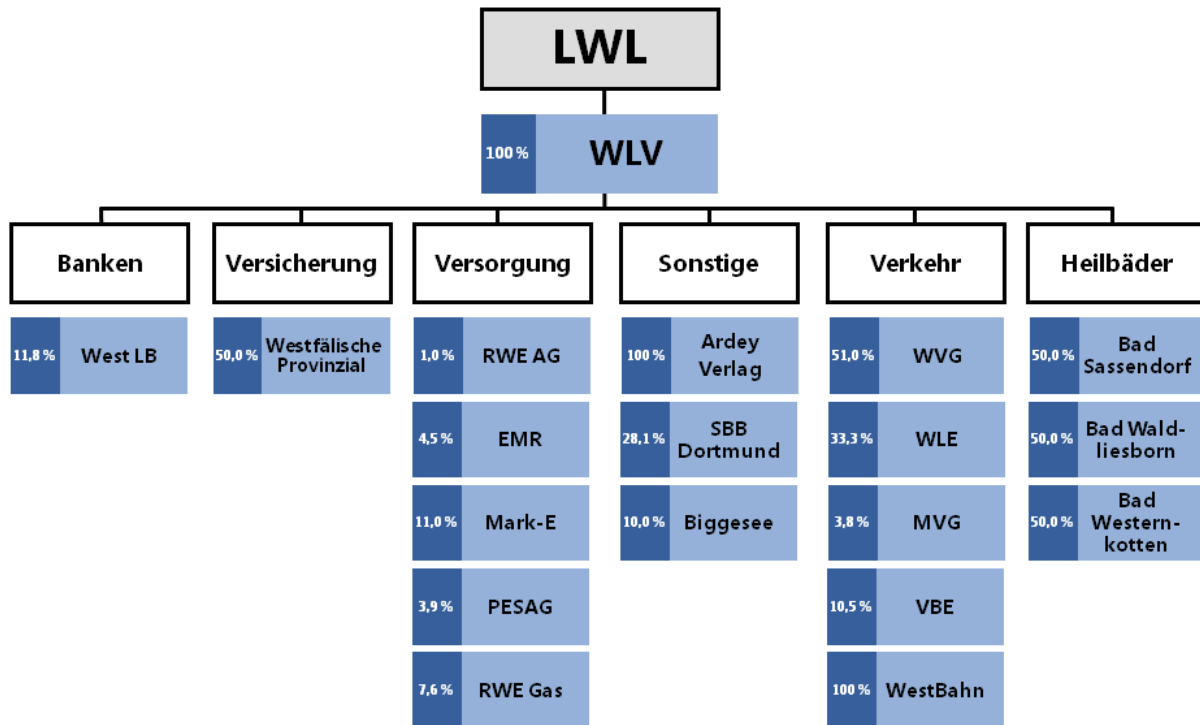 LWL
100 %
WLV
Banken
Versicherung
Versorgung
Sonstige
Verkehr
Heilbäder
11,8 %
West LB
50,0 %
Westfälische
Provinzial
1,0 %
RWE AG
4,5 %
EMR
11,0 %
Mark-E
3,9 %
PESAG
7,6 %
RWE Gas
100 %
Ardey
Verlag
28,1 %
SBB
Dortmund
10,0 %
Biggesee
51,0 %
WVG
33,3 %
WLE
3,8 %
MVG
10,5 %
VBE
100 %
WestBahn
50,0 %
Bad
Sassendorf
50,0 %
Bad Wald-
liesborn
50,0 %
Bad
Western-
kotten